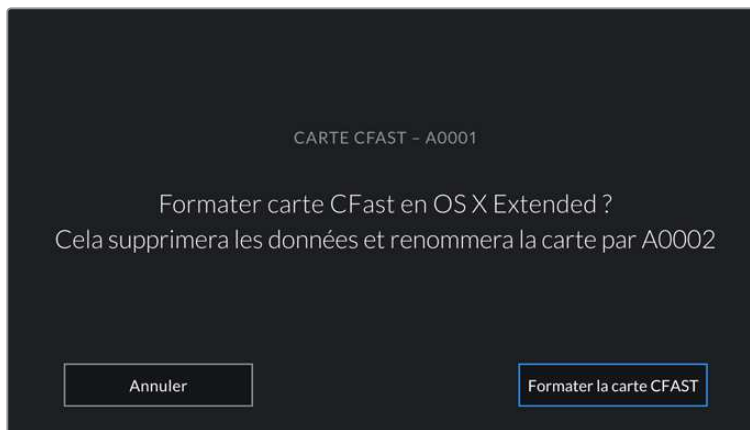 CARTE CFAST – A0001
Formater carte CFast en OS X Extended ?
Cela supprimera les données et renommera la carte par A0002
Annuler
Formater la carte CFAST